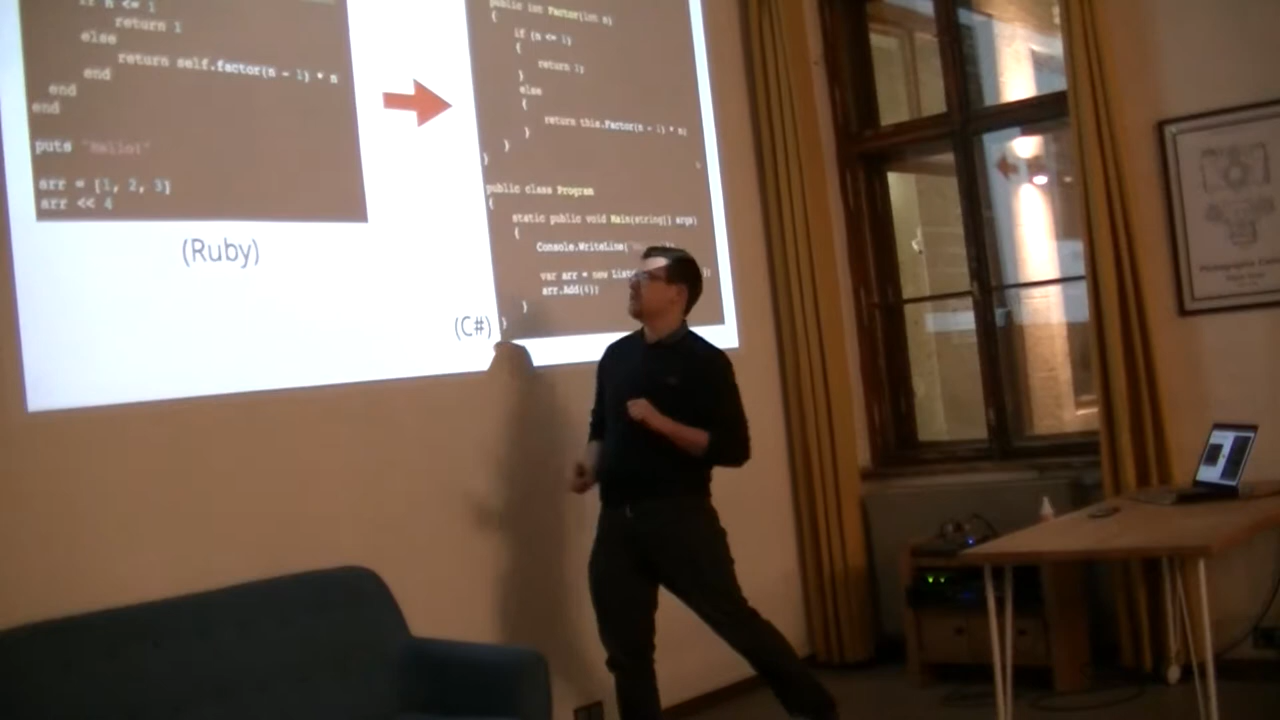 if n <= 1
return 1
else
return self.factor(n - 1) * n
end
end
end
puts "Hello!"
arr = [1, 2, 3]
arr << 4
(Ruby)
public int Factor(int n)
{
if (n <= 1)
{
return 1;
}
else
{
return this.Factor(n - 1) * n;
}
}
}
public class Program
{
static public void Main(string[] args)
{
Console.WriteLine(
var arr = new List
arr.Add(4);
}
}
(C#)